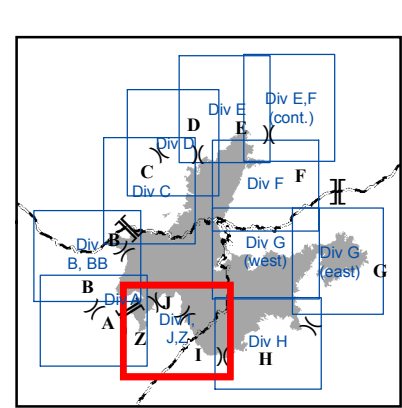 Div E,F
(cont.)
Div E
D
E
Div D
C
Div C
Div F
F
Div
B, BB
B
Div G
(west)
Div G
(east)
G
B
Div A
A
J
Div I,
J,Z
Z
I
Div H
H